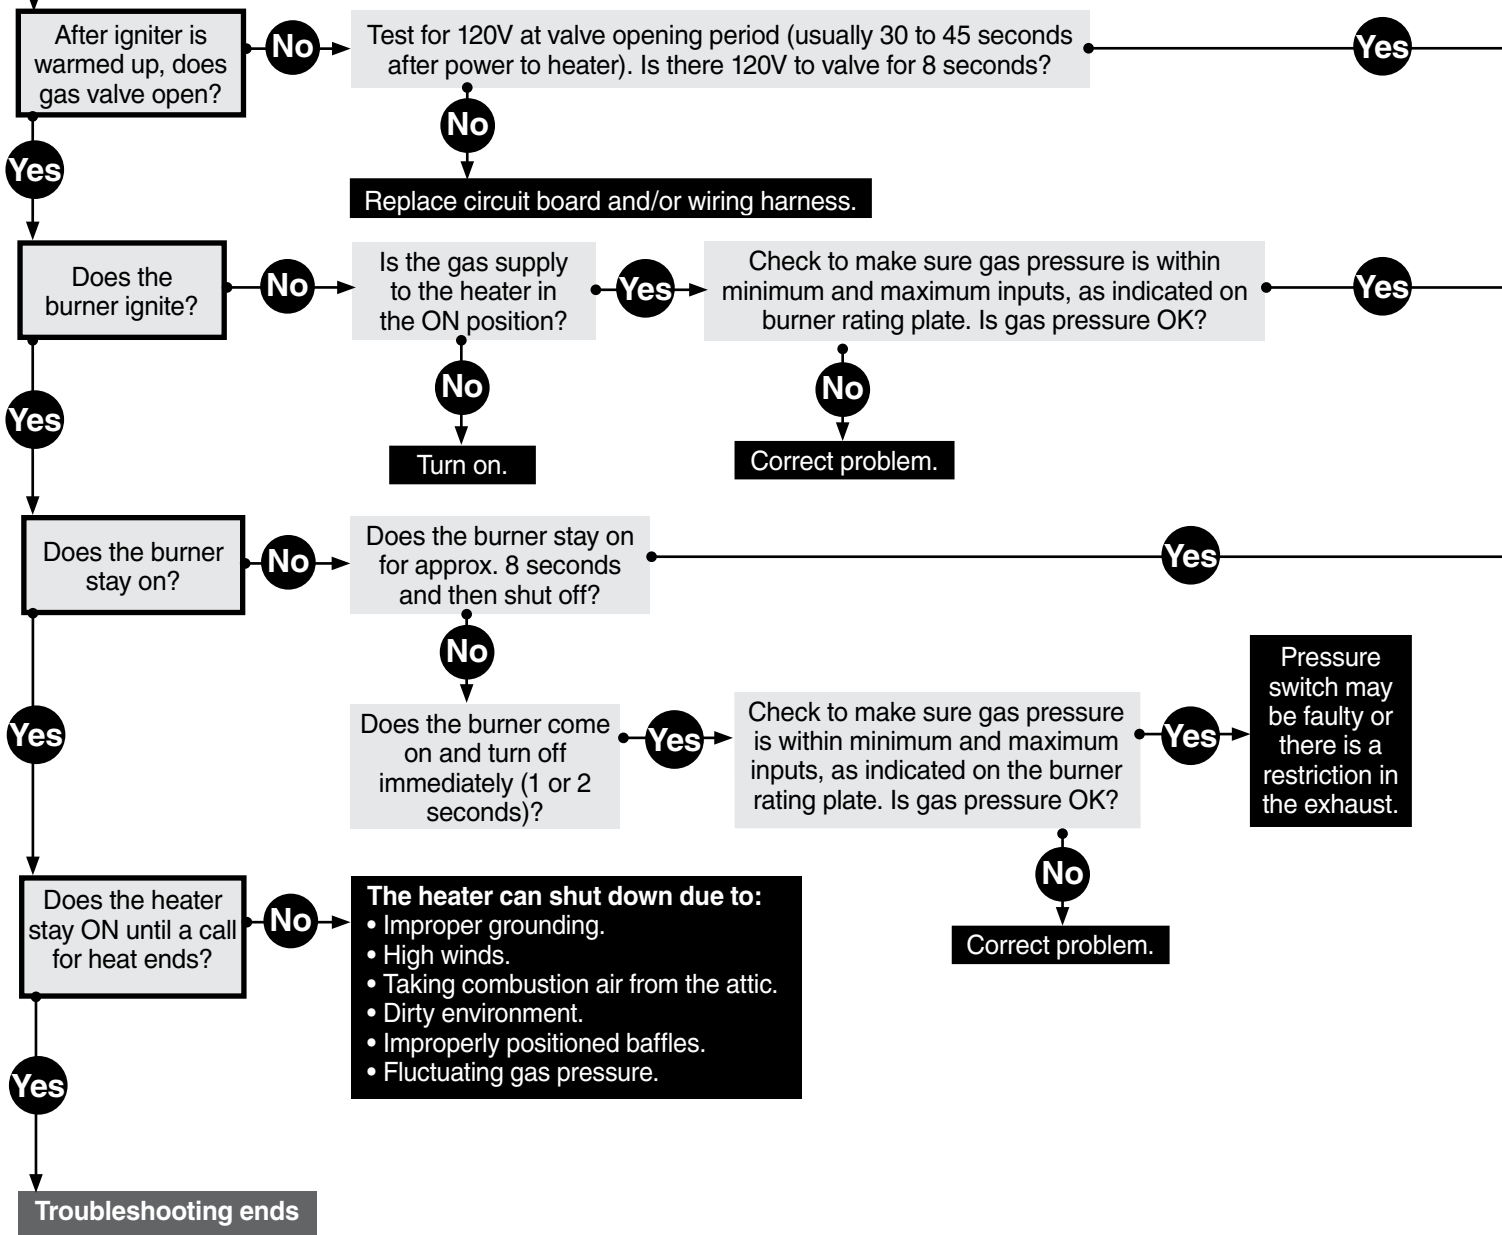 After igniter is
warmed up, does
gas valve open?
No
Test for 120V at valve opening period (usually 30 to 45 seconds
after power to heater). Is there 120V to valve for 8 seconds?
Yes
No
Replace circuit board and/or wiring harness.
Yes
Does the
burner ignite?
No
Is the gas supply
to the heater in
the ON position?
Yes
Check to make sure gas pressure is within
minimum and maximum inputs, as indicated on
burner rating plate. Is gas pressure OK?
Yes
No
Turn on.
No
Correct problem.
Yes
Does the burner
stay on?
No
Does the burner stay on
for approx. 8 seconds
and then shut off?
Yes
No
Does the burner come
on and turn off
immediately (1 or 2
seconds)?
Yes
Check to make sure gas pressure
is within minimum and maximum
inputs, as indicated on the burner
rating plate. Is gas pressure OK?
Yes
Pressure
switch may
be faulty or
there is a
restriction in
the exhaust.
No
Correct problem.
Yes
Does the heater
stay ON until a call
for heat ends?
No
The heater can shut down due to:
• Improper grounding.
• High winds.
• Taking combustion air from the attic.
• Dirty environment.
• Improperly positioned baffles.
• Fluctuating gas pressure.
Yes
Troubleshooting ends